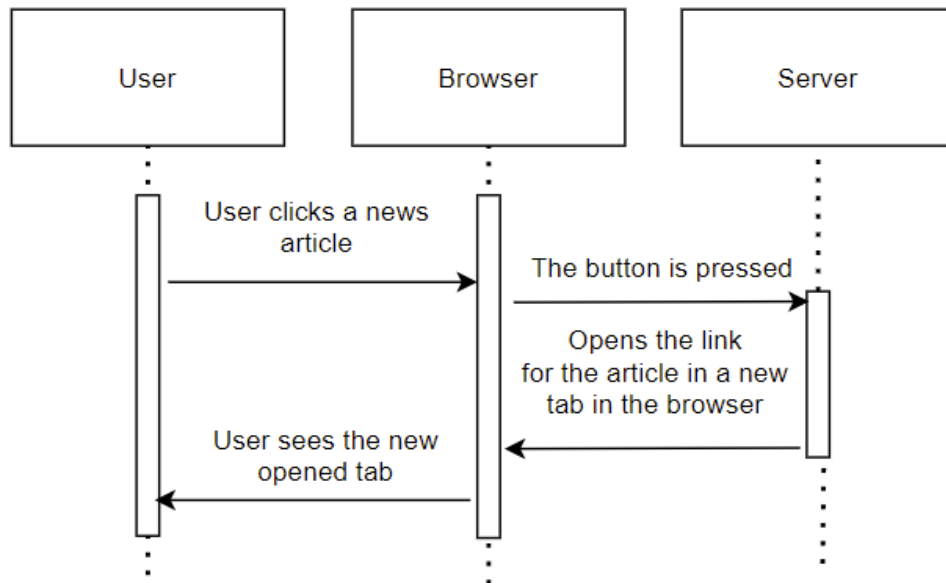 User
Browser
Server
User clicks a news
article
The button is pressed
Opens the link
for the article in a new
tab in the browser
User sees the new
opened tab